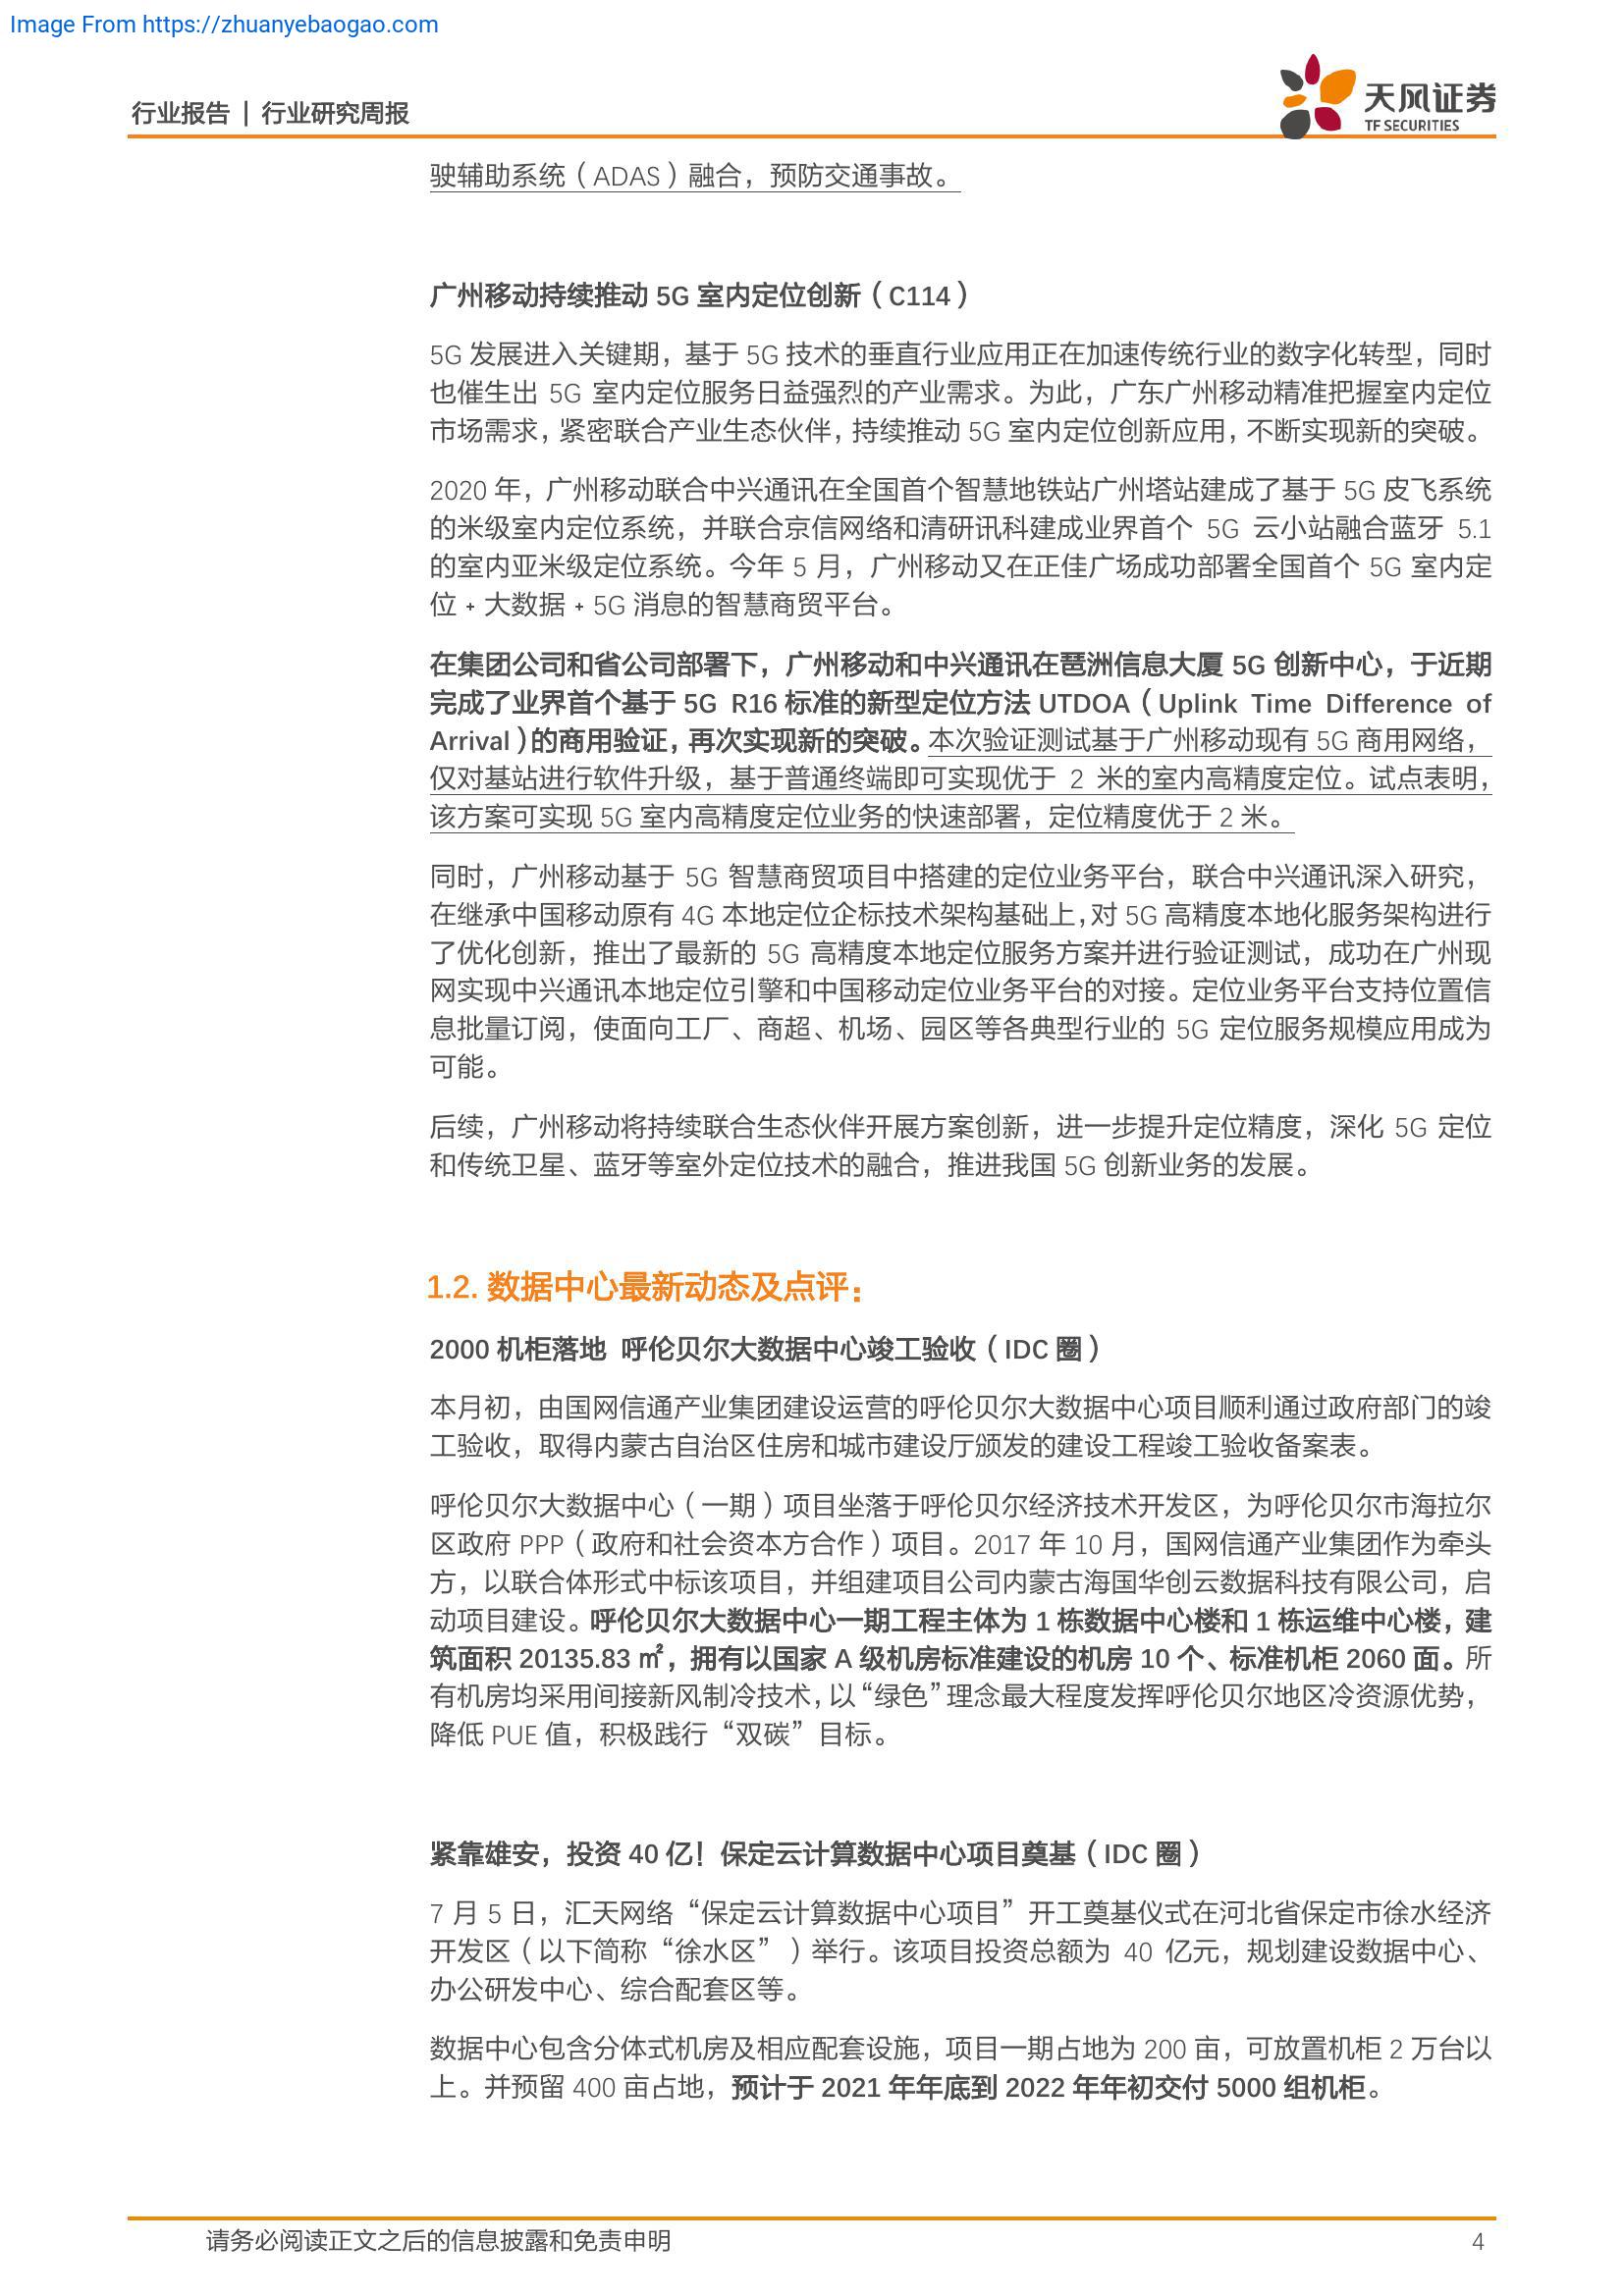 Image From https://zhuanyebaogao.com
行业报告 | 行业研究周报
天风证券
TF SECURITIES
驶辅助系统（ADAS）融合，预防交通事故。
广州移动持续推动 5G 室内定位创新（C114）
5G 发展进入关键期，基于 5G 技术的垂直行业应用正在加速传统行业的数字化转型，同时
也催生出 5G 室内定位服务日益强烈的产业需求。为此，广东广州移动精准把握室内定位
市场需求，紧密联合产业生态伙伴，持续推动 5G 室内定位创新应用，不断实现新的突破。
2020 年，广州移动联合中兴通讯在全国首个智慧地铁站广州塔站建成了基于 5G 皮飞系统
的米级室内定位系统，并联合京信网络和清研讯科建成业界首个 5G 云小站融合蓝牙 5.1
的室内亚米级定位系统。今年 5 月，广州移动又在正佳广场成功部署全国首个 5G 室内定
位﹢大数据﹢5G 消息的智慧商贸平台。
在集团公司和省公司部署下，广州移动和中兴通讯在琶洲信息大厦 5G 创新中心，于近期
完成了业界首个基于 5G R16 标准的新型定位方法 UTDOA（Uplink Time Difference of
Arrival）的商用验证，再次实现新的突破。本次验证测试基于广州移动现有 5G 商用网络，
仅对基站进行软件升级，基于普通终端即可实现优于 2 米的室内高精度定位。试点表明，
该方案可实现 5G 室内高精度定位业务的快速部署，定位精度优于 2 米。
同时，广州移动基于 5G 智慧商贸项目中搭建的定位业务平台，联合中兴通讯深入研究，
在继承中国移动原有 4G 本地定位企标技术架构基础上，对 5G 高精度本地化服务架构进行
了优化创新，推出了最新的 5G 高精度本地定位服务方案并进行验证测试，成功在广州现
网实现中兴通讯本地定位引擎和中国移动定位业务平台的对接。定位业务平台支持位置信
息批量订阅，使面向工厂、商超、机场、园区等各典型行业的 5G 定位服务规模应用成为
可能。
后续，广州移动将持续联合生态伙伴开展方案创新，进一步提升定位精度，深化 5G 定位
和传统卫星、蓝牙等室外定位技术的融合，推进我国 5G 创新业务的发展。
1.2. 数据中心最新动态及点评：
2000 机柜落地 呼伦贝尔大数据中心竣工验收（IDC 圈）
本月初，由国网信通产业集团建设运营的呼伦贝尔大数据中心项目顺利通过政府部门的竣
工验收，取得内蒙古自治区住房和城市建设厅颁发的建设工程竣工验收备案表。
呼伦贝尔大数据中心（一期）项目坐落于呼伦贝尔经济技术开发区，为呼伦贝尔市海拉尔
区政府 PPP（政府和社会资本方合作）项目。2017 年 10 月，国网信通产业集团作为牵头
方，以联合体形式中标该项目，并组建项目公司内蒙古海国华创云数据科技有限公司，启
动项目建设。呼伦贝尔大数据中心一期工程主体为 1 栋数据中心楼和 1 栋运维中心楼，建
筑面积 20135.83 ㎡，拥有以国家 A 级机房标准建设的机房 10 个、标准机柜 2060 面。所
有机房均采用间接新风制冷技术，以“绿色”理念最大程度发挥呼伦贝尔地区冷资源优势，
降低 PUE 值，积极践行“双碳”目标。
紧靠雄安，投资 40 亿！保定云计算数据中心项目奠基（IDC 圈）
7 月 5 日，汇天网络“保定云计算数据中心项目”开工奠基仪式在河北省保定市徐水经济
开发区（以下简称“徐水区”）举行。该项目投资总额为 40 亿元，规划建设数据中心、
办公研发中心、综合配套区等。
数据中心包含分体式机房及相应配套设施，项目一期占地为 200 亩，可放置机柜 2 万台以
上。并预留 400 亩占地，预计于 2021 年年底到 2022 年年初交付 5000 组机柜。
请务必阅读正文之后的信息披露和免责申明
4